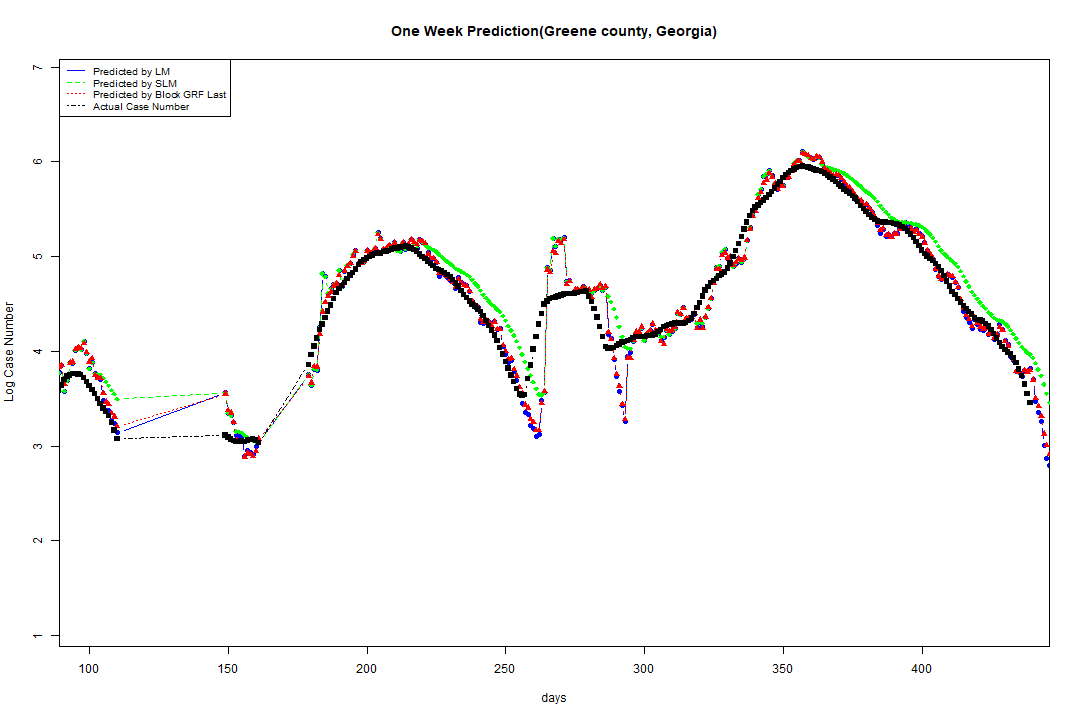 One Week Prediction(Greene county, Georgia)
Predicted by LM
Predicted by SLM
Predicted by Block GRF Last
Actual Case Number
7
6
5
4
3
2
1
Log Case Number
100 150 200 250 300 350 400
days